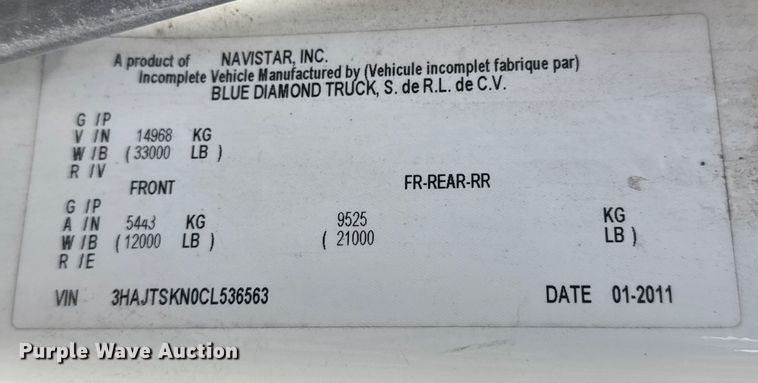 A product of NAVISTAR, INC.
Incomplete Vehicle Manufactured by (Vehicule incomplet fabrique par)
BLUE DIAMOND TRUCK, S. de R.L. de C.V.
G /P
V /N 14968 KG
W /B (33000 LB )
R /V
FRONT FR-REAR-RR
G /P
A /N 5443 KG 9525 KG
W /B (12000 LB ) ( 21000 LB )
R /E
VIN 3HAJTSKN0CL536563 DATE 01-2011
Purple Wave Auction